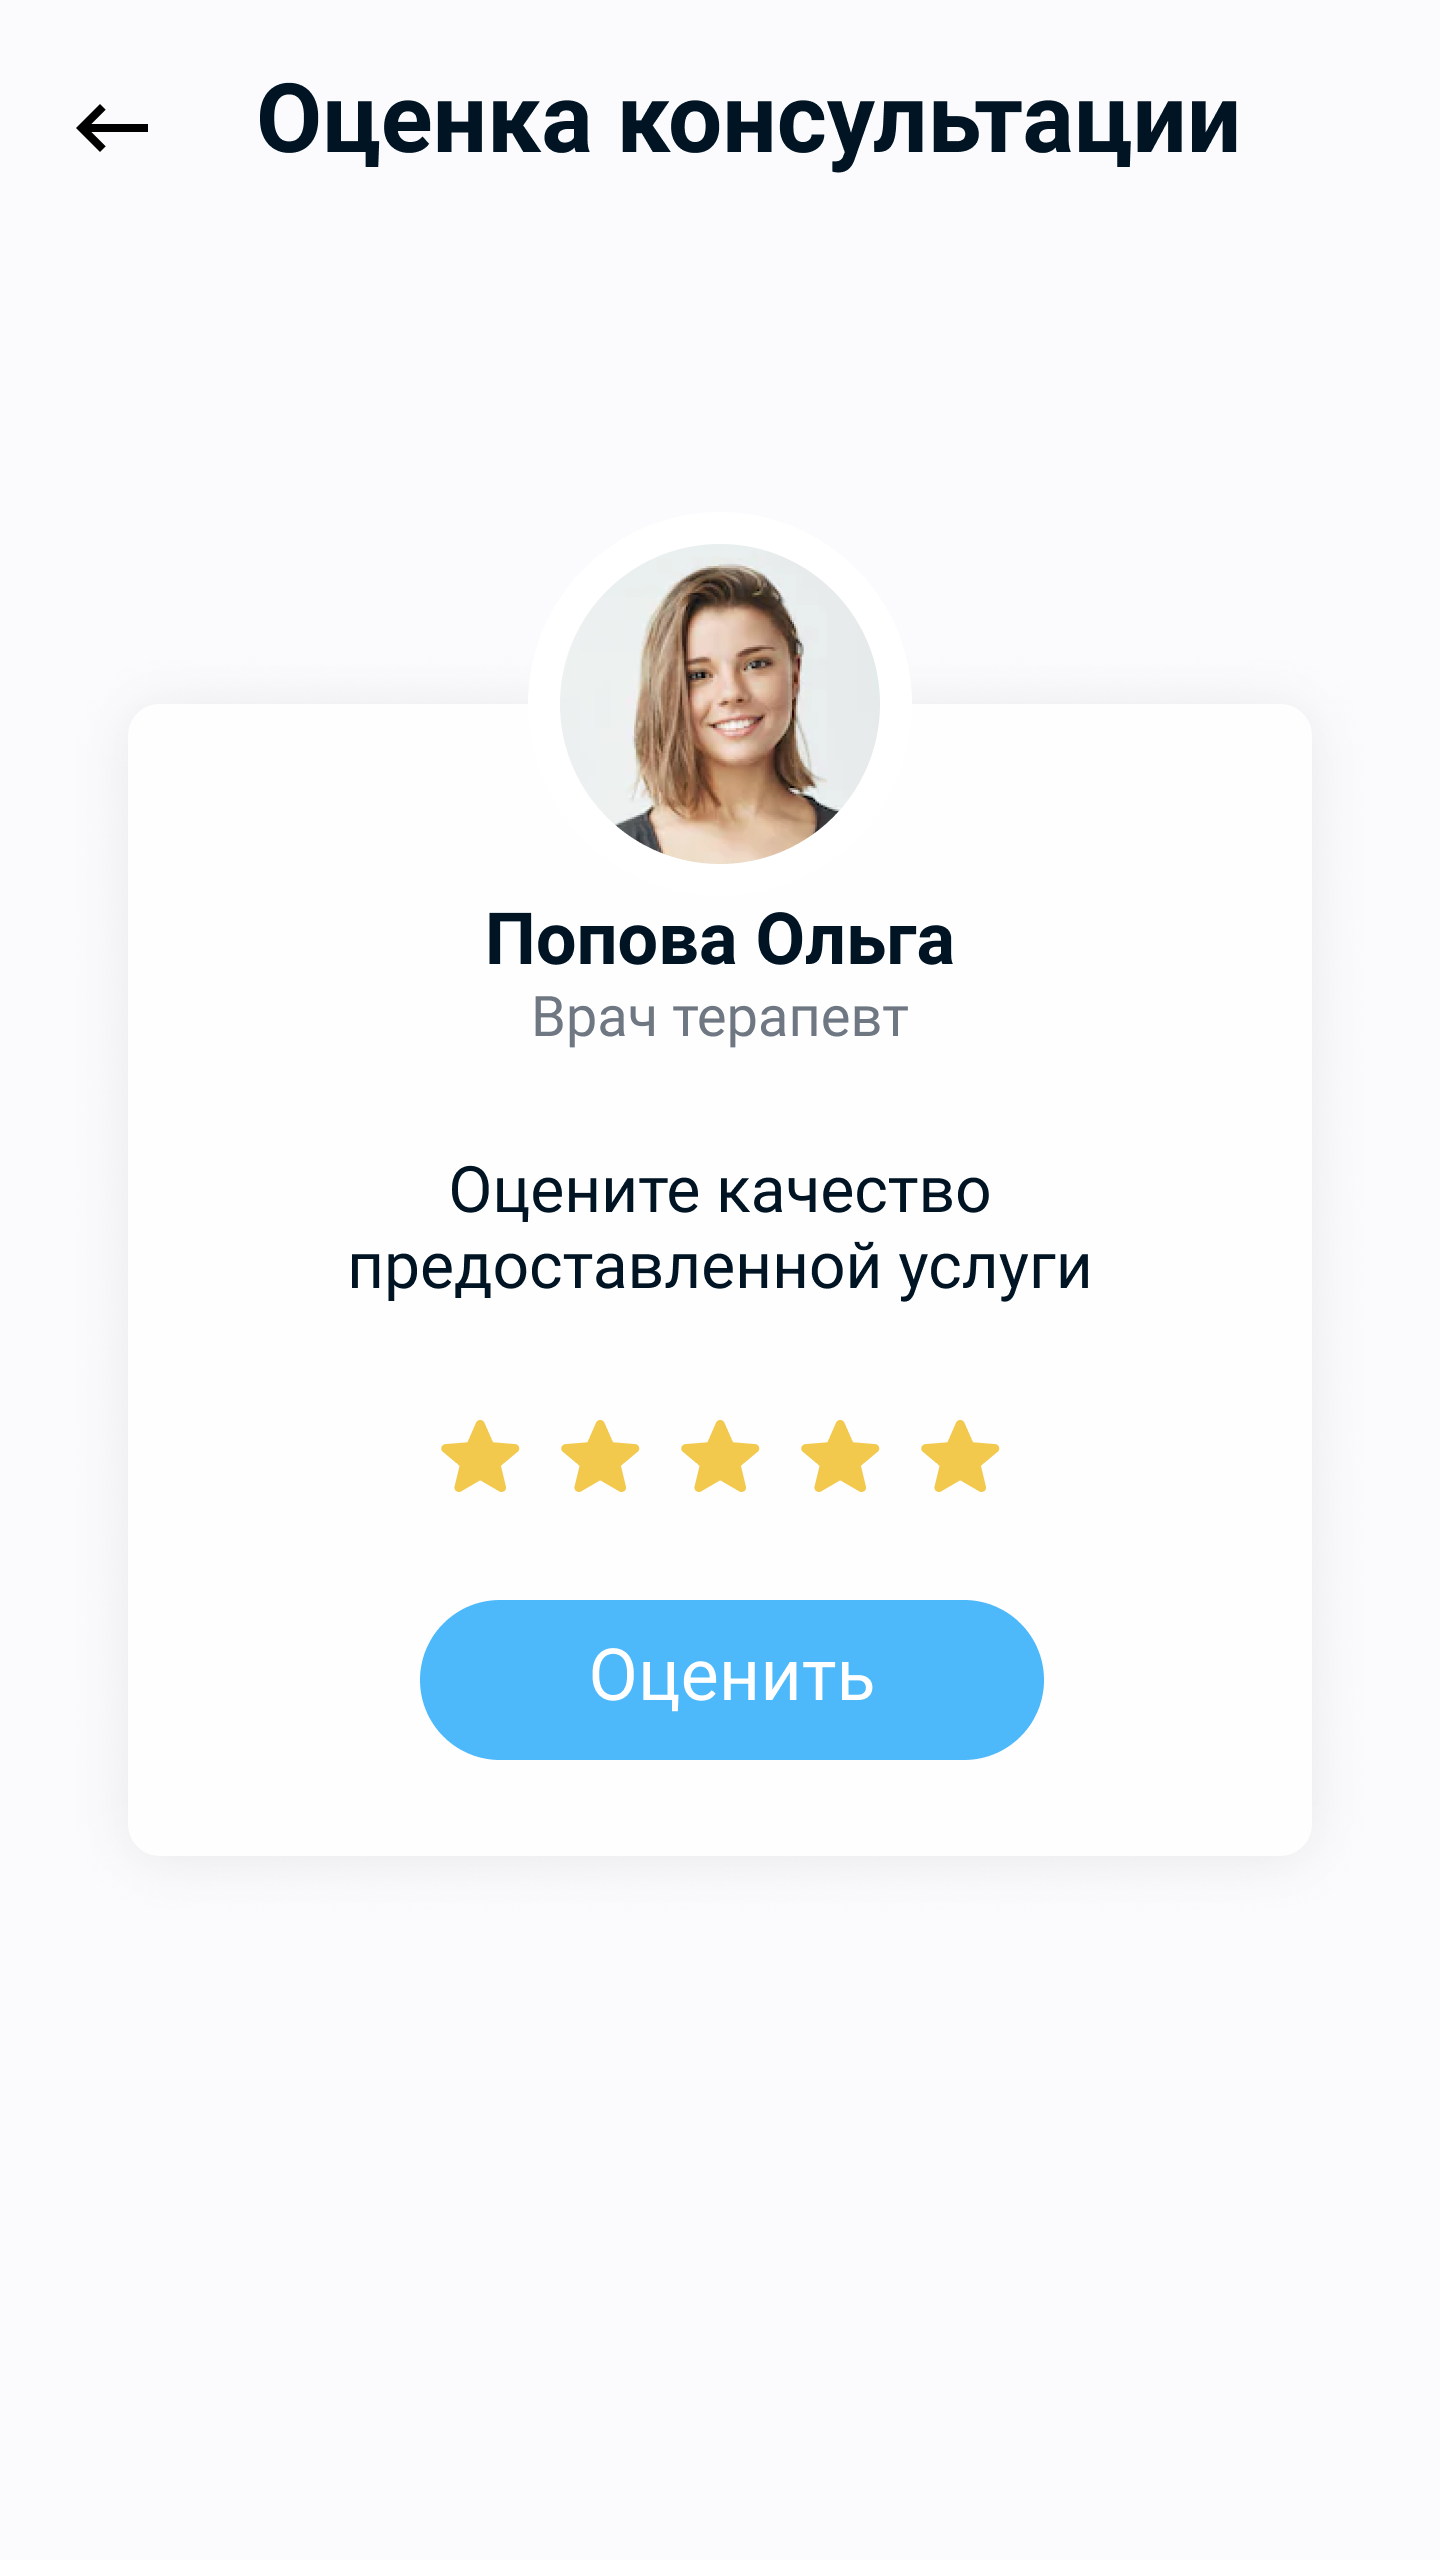 Оценка консультации
Попова Ольга
Врач терапевт
Оцените качество
предоставленной услуги
Оценить